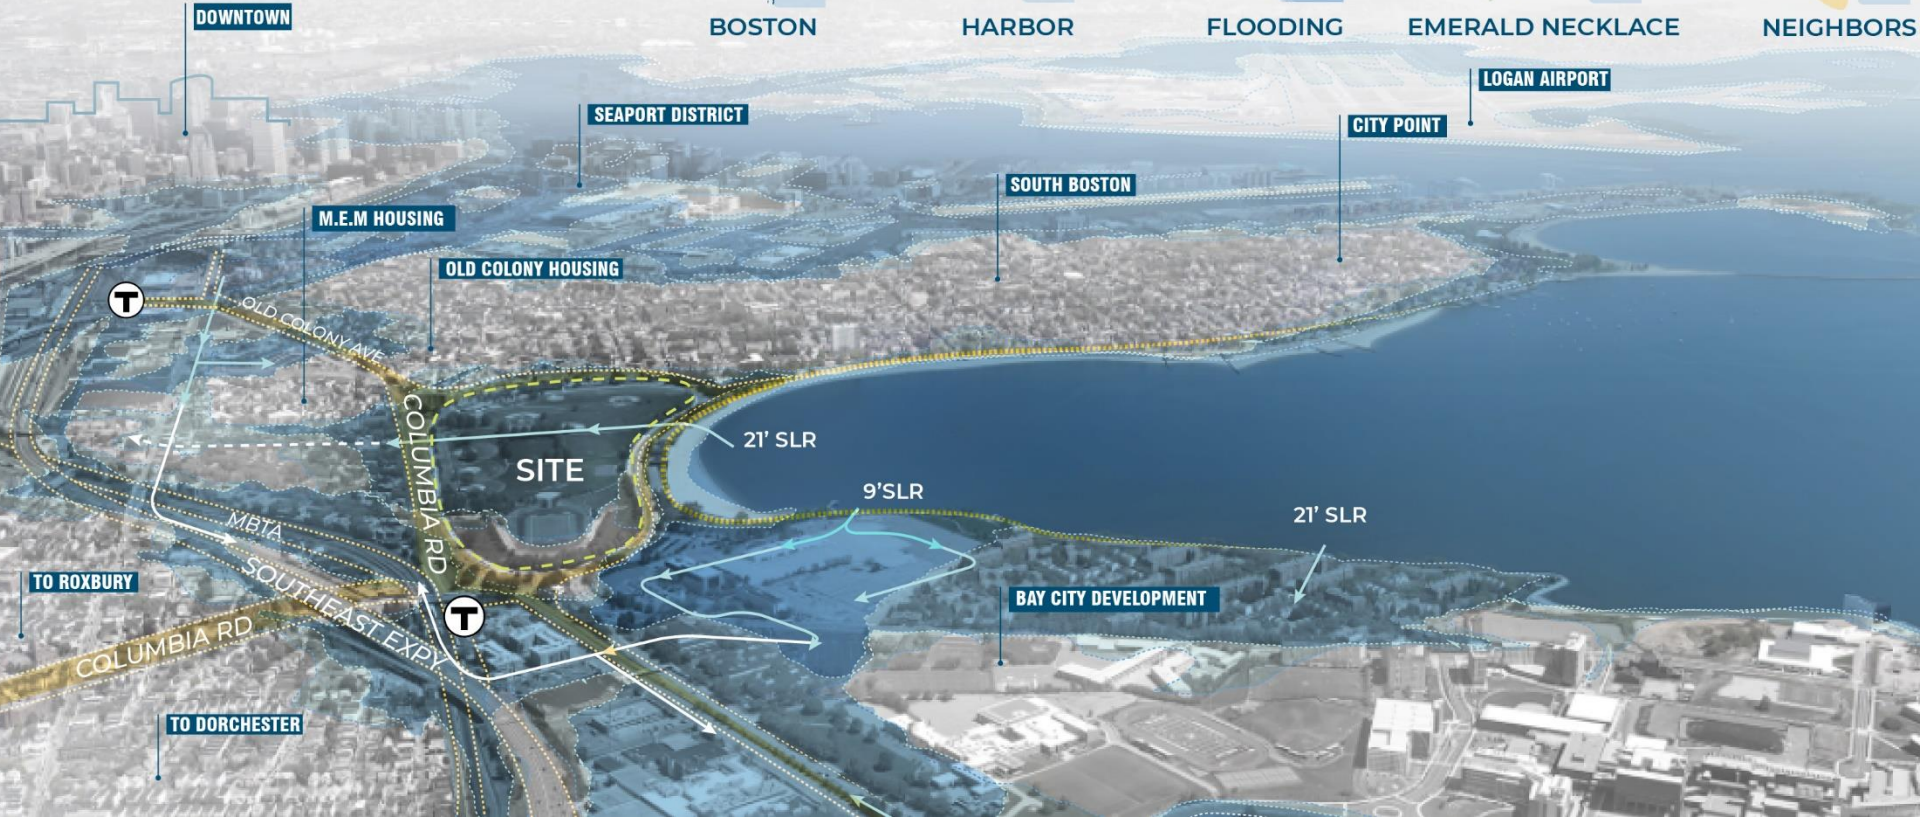 DOWNTOWN
BOSTON
HARBOR
FLOODING
EMERALD NECKLACE
NEIGHBORS
LOGAN AIRPORT
SEAPORT DISTRICT
CITY POINT
SOUTH BOSTON
M.E.M HOUSING
OLD COLONY HOUSING
T
OLD COLONY AVE
COLUMBIA RD
21' SLR
SITE
9'SLR
21' SLR
MBTA
SOUTHEAST EXPY
TO ROXBURY
T
BAY CITY DEVELOPMENT
COLUMBIA RD
TO DORCHESTER